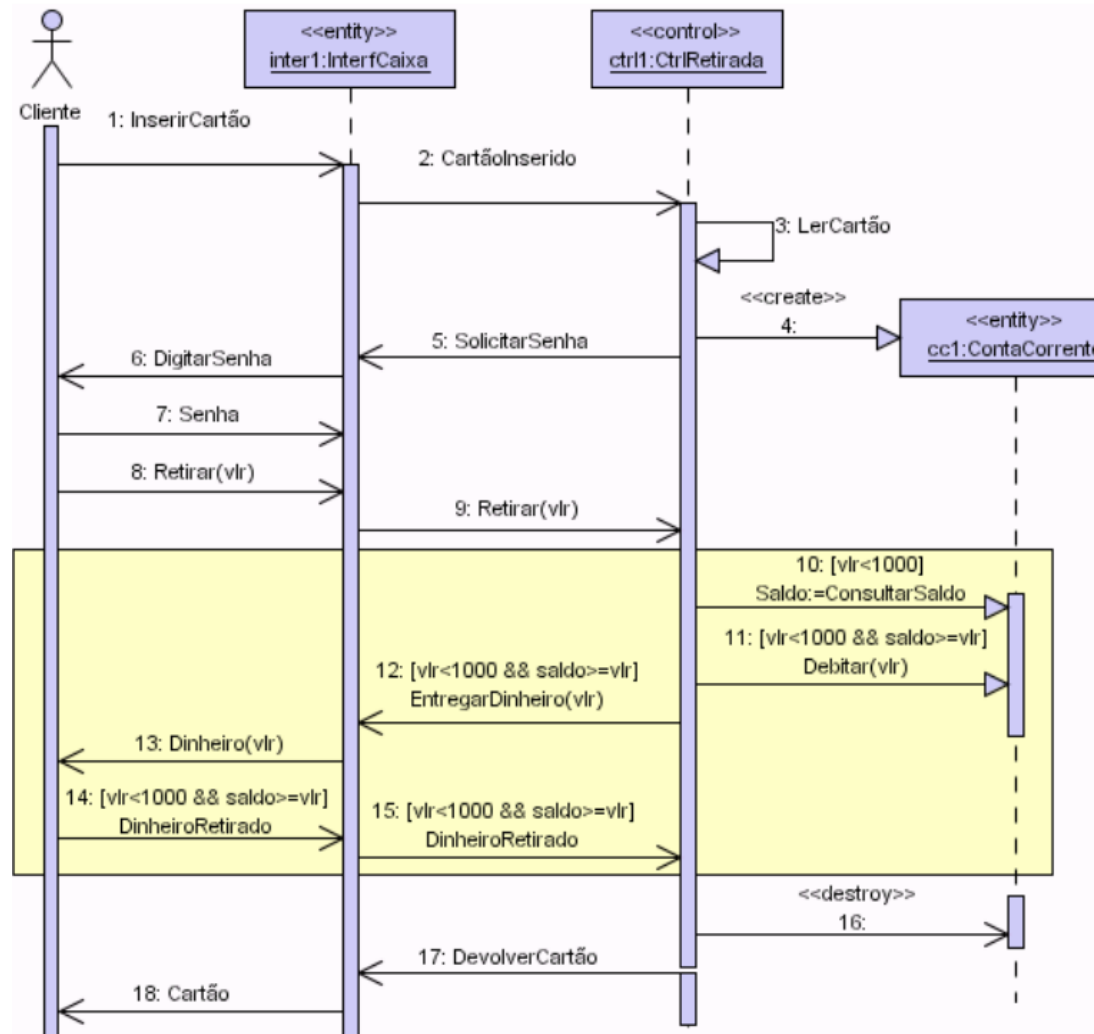 <<entity>>
inter1:InterfCaixa
<<control>>
ctrl1:CtrlRetirada
Cliente
1: InserirCartão
2: CartãoInserido
3: LerCartão
<<create>>
4:
<<entity>>
cc1:ContaCorrente
5: SolicitarSenha
6: DigitarSenha
7: Senha
8: Retirar(vlr)
9: Retirar(vlr)
10: [vlr<1000]
Saldo:=ConsultarSaldo
11: [vlr<1000 && saldo>=vlr]
Debitar(vlr)
12: [vlr<1000 && saldo>=vlr]
EntregarDinheiro(vlr)
13: Dinheiro(vlr)
14: [vlr<1000 && saldo>=vlr]
DinheiroRetirado
15: [vlr<1000 && saldo>=vlr]
DinheiroRetirado
<<destroy>>
16:
17: DevolverCartão
18: Cartão